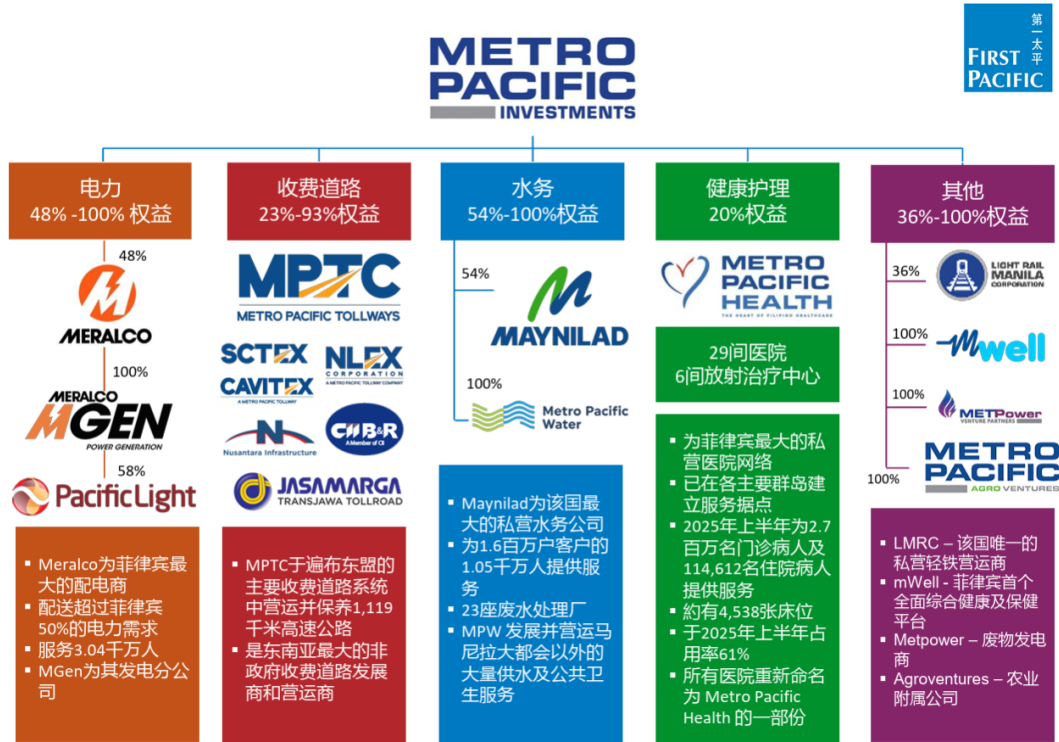 METRO
PACIFIC
INVESTMENTS
第一太平
FIRST
PACIFIC
电力
48% -100% 权益
48%
MERALCO
100%
MERALCO
MGEN
POWER GENERATION
58%
PacificLight
Meralco为菲律宾最
大的配电商
配送超过菲律宾
50%的电力需求
服务3.04千万人
MGen为其发电分公
司
收费道路
23%-93%权益
MPTC
METRO PACIFIC TOLLWAYS
SCTEX
NLEX
CORPORATION
A METRO PACIFIC TOLLWAY COMPANY
CAVITEX
A METRO PACIFIC TOLLWAY
Nusantara Infrastructure
CII B&R
A Member of CII
JASAMARGA
TRANSJAWA TOLLROAD
MPTC于遍布东盟的
主要收费道路系统
中营运并保养1,119
千米高速公路
是东南亚最大的非
政府收费道路发展
商和营运商
水务
54%-100%权益
54%
MAYNILAD
100%
Metro Pacific
Water
Maynilad为该国最
大的私营水务公司
为1.6百万户客户的
1.05千万人提供服
务
23座废水处理厂
MPW 发展并营运马
尼拉大都会以外的
大量供水及公共卫
生服务
健康护理
20%权益
METRO
PACIFIC
HEALTH
THE HEART OF FILIPINO HEALTHCARE
29间医院
6间放射治疗中心
为菲律宾最大的私
营医院网络
已在各主要群岛建
立服务据点
2025年上半年为2.7
百万名门诊病人及
114,612名住院病人
提供服务
約有4,538张床位
于2025年上半年占
用率61%
所有医院重新命名
为 Metro Pacific
Health 的一部份
其他
36%-100%权益
36%
LIGHT RAIL
MANILA
CORPORATION
100%
mwell
100%
METPower
VENTURE PARTNERS
METRO
PACIFIC
AGRO VENTURES
100%
LMRC – 该国唯一的
私营轻铁营运商
mWell - 菲律宾首个
全面综合健康及保健
平台
Metpower – 废物发电
商
Agroventures – 农业
附属公司